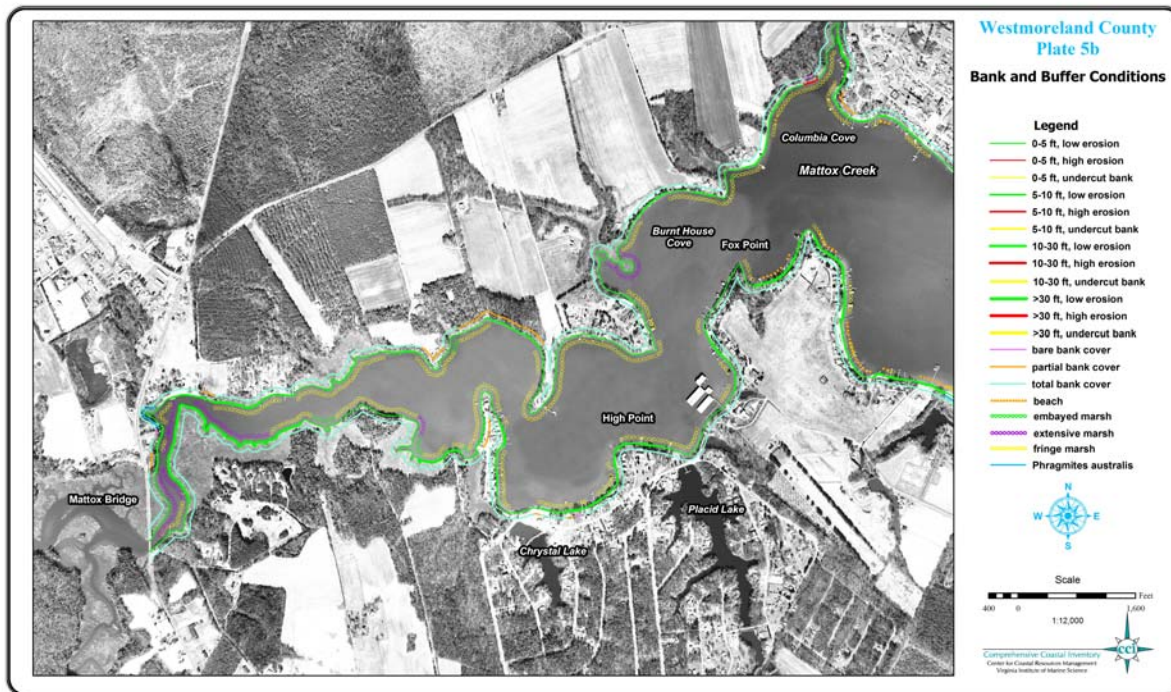 Westmoreland County
Plate 5b
Bank and Buffer Conditions
Legend
0-5 ft, low erosion
0-5 ft, high erosion
0-5 ft, undercut bank
5-10 ft, low erosion
5-10 ft, high erosion
5-10 ft, undercut bank
10-30 ft, low erosion
10-30 ft, high erosion
10-30 ft, undercut bank
>30 ft, low erosion
>30 ft, high erosion
>30 ft, undercut bank
bare bank cover
partial bank cover
total bank cover
beach
embayed marsh
extensive marsh
fringe marsh
Phragmites australis
N
W E
S
Scale
400 0 1,600 Feet
1:12,000
Comprehensive Coastal Inventory
Center for Coastal Resources Management
Virginia Institute of Marine Science
cci
Columbia Cove
Mattox Creek
Burnt House
Cove
Fox Point
High Point
Mattox Bridge
Placid Lake
Chrystal Lake